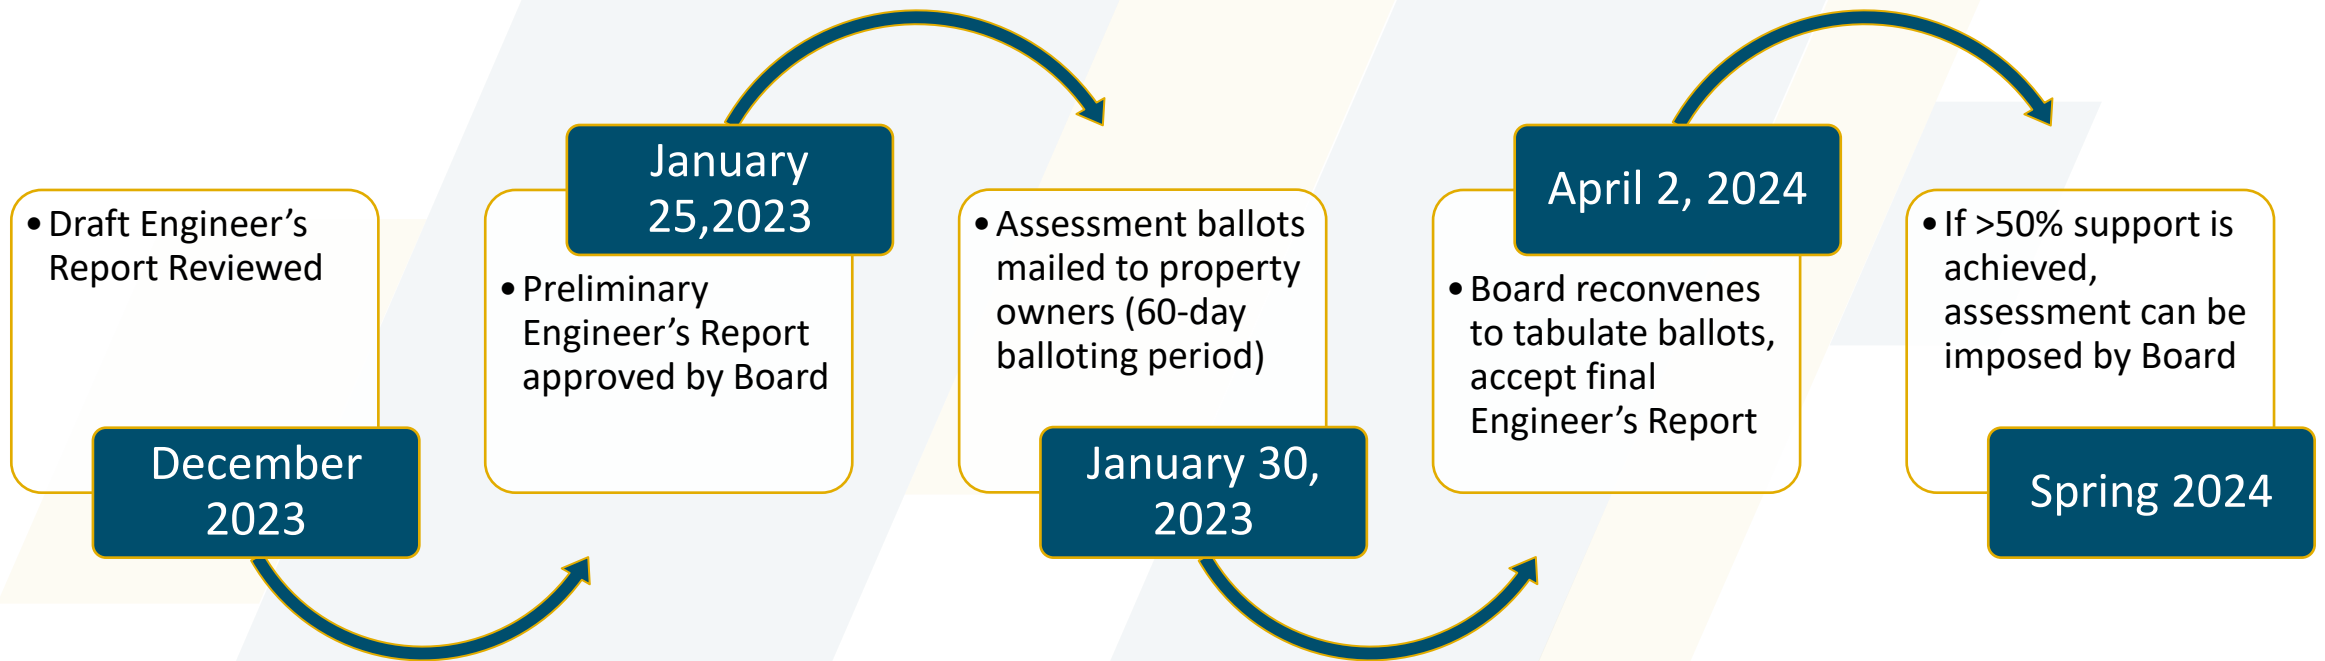 • Draft Engineer’s
Report Reviewed
December
2023
January
25,2023
• Preliminary
Engineer’s Report
approved by Board
• Assessment ballots
mailed to property
owners (60-day
balloting period)
January 30,
2023
April 2, 2024
• Board reconvenes
to tabulate ballots,
accept final
Engineer’s Report
• If >50% support is
achieved,
assessment can be
imposed by Board
Spring 2024